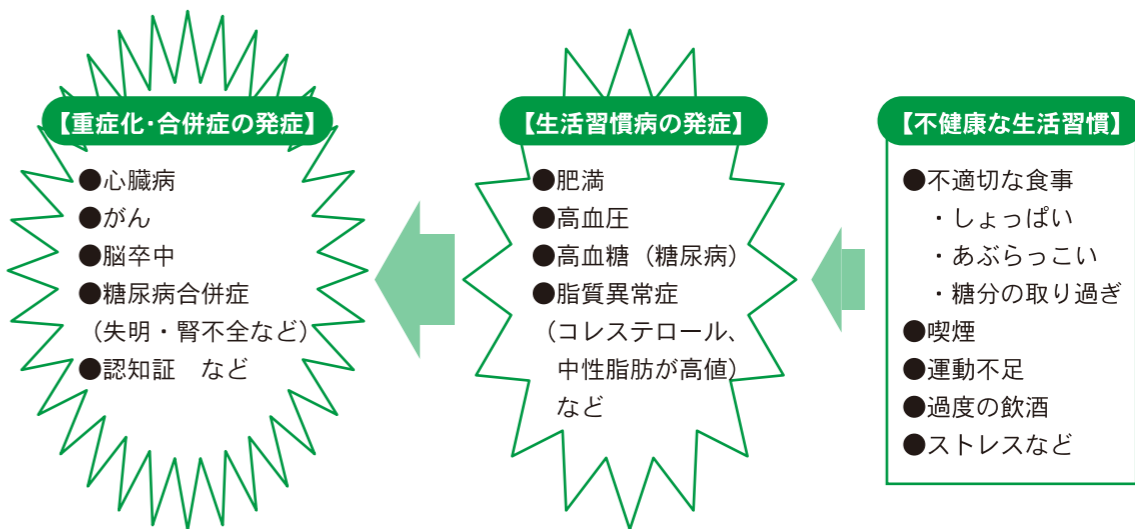 【重症化・合併症の発症】
●心臓病
●がん
●脳卒中
●糖尿病合併症
（失明・腎不全など）
●認知証　など
【生活習慣病の発症】
●肥満
●高血圧
●高血糖（糖尿病）
●脂質異常症
（コレステロール、
中性脂肪が高値）
など
【不健康な生活習慣】
●不適切な食事
・しょっぱい
・あぶらっこい
・糖分の取り過ぎ
●喫煙
●運動不足
●過度の飲酒
●ストレスなど